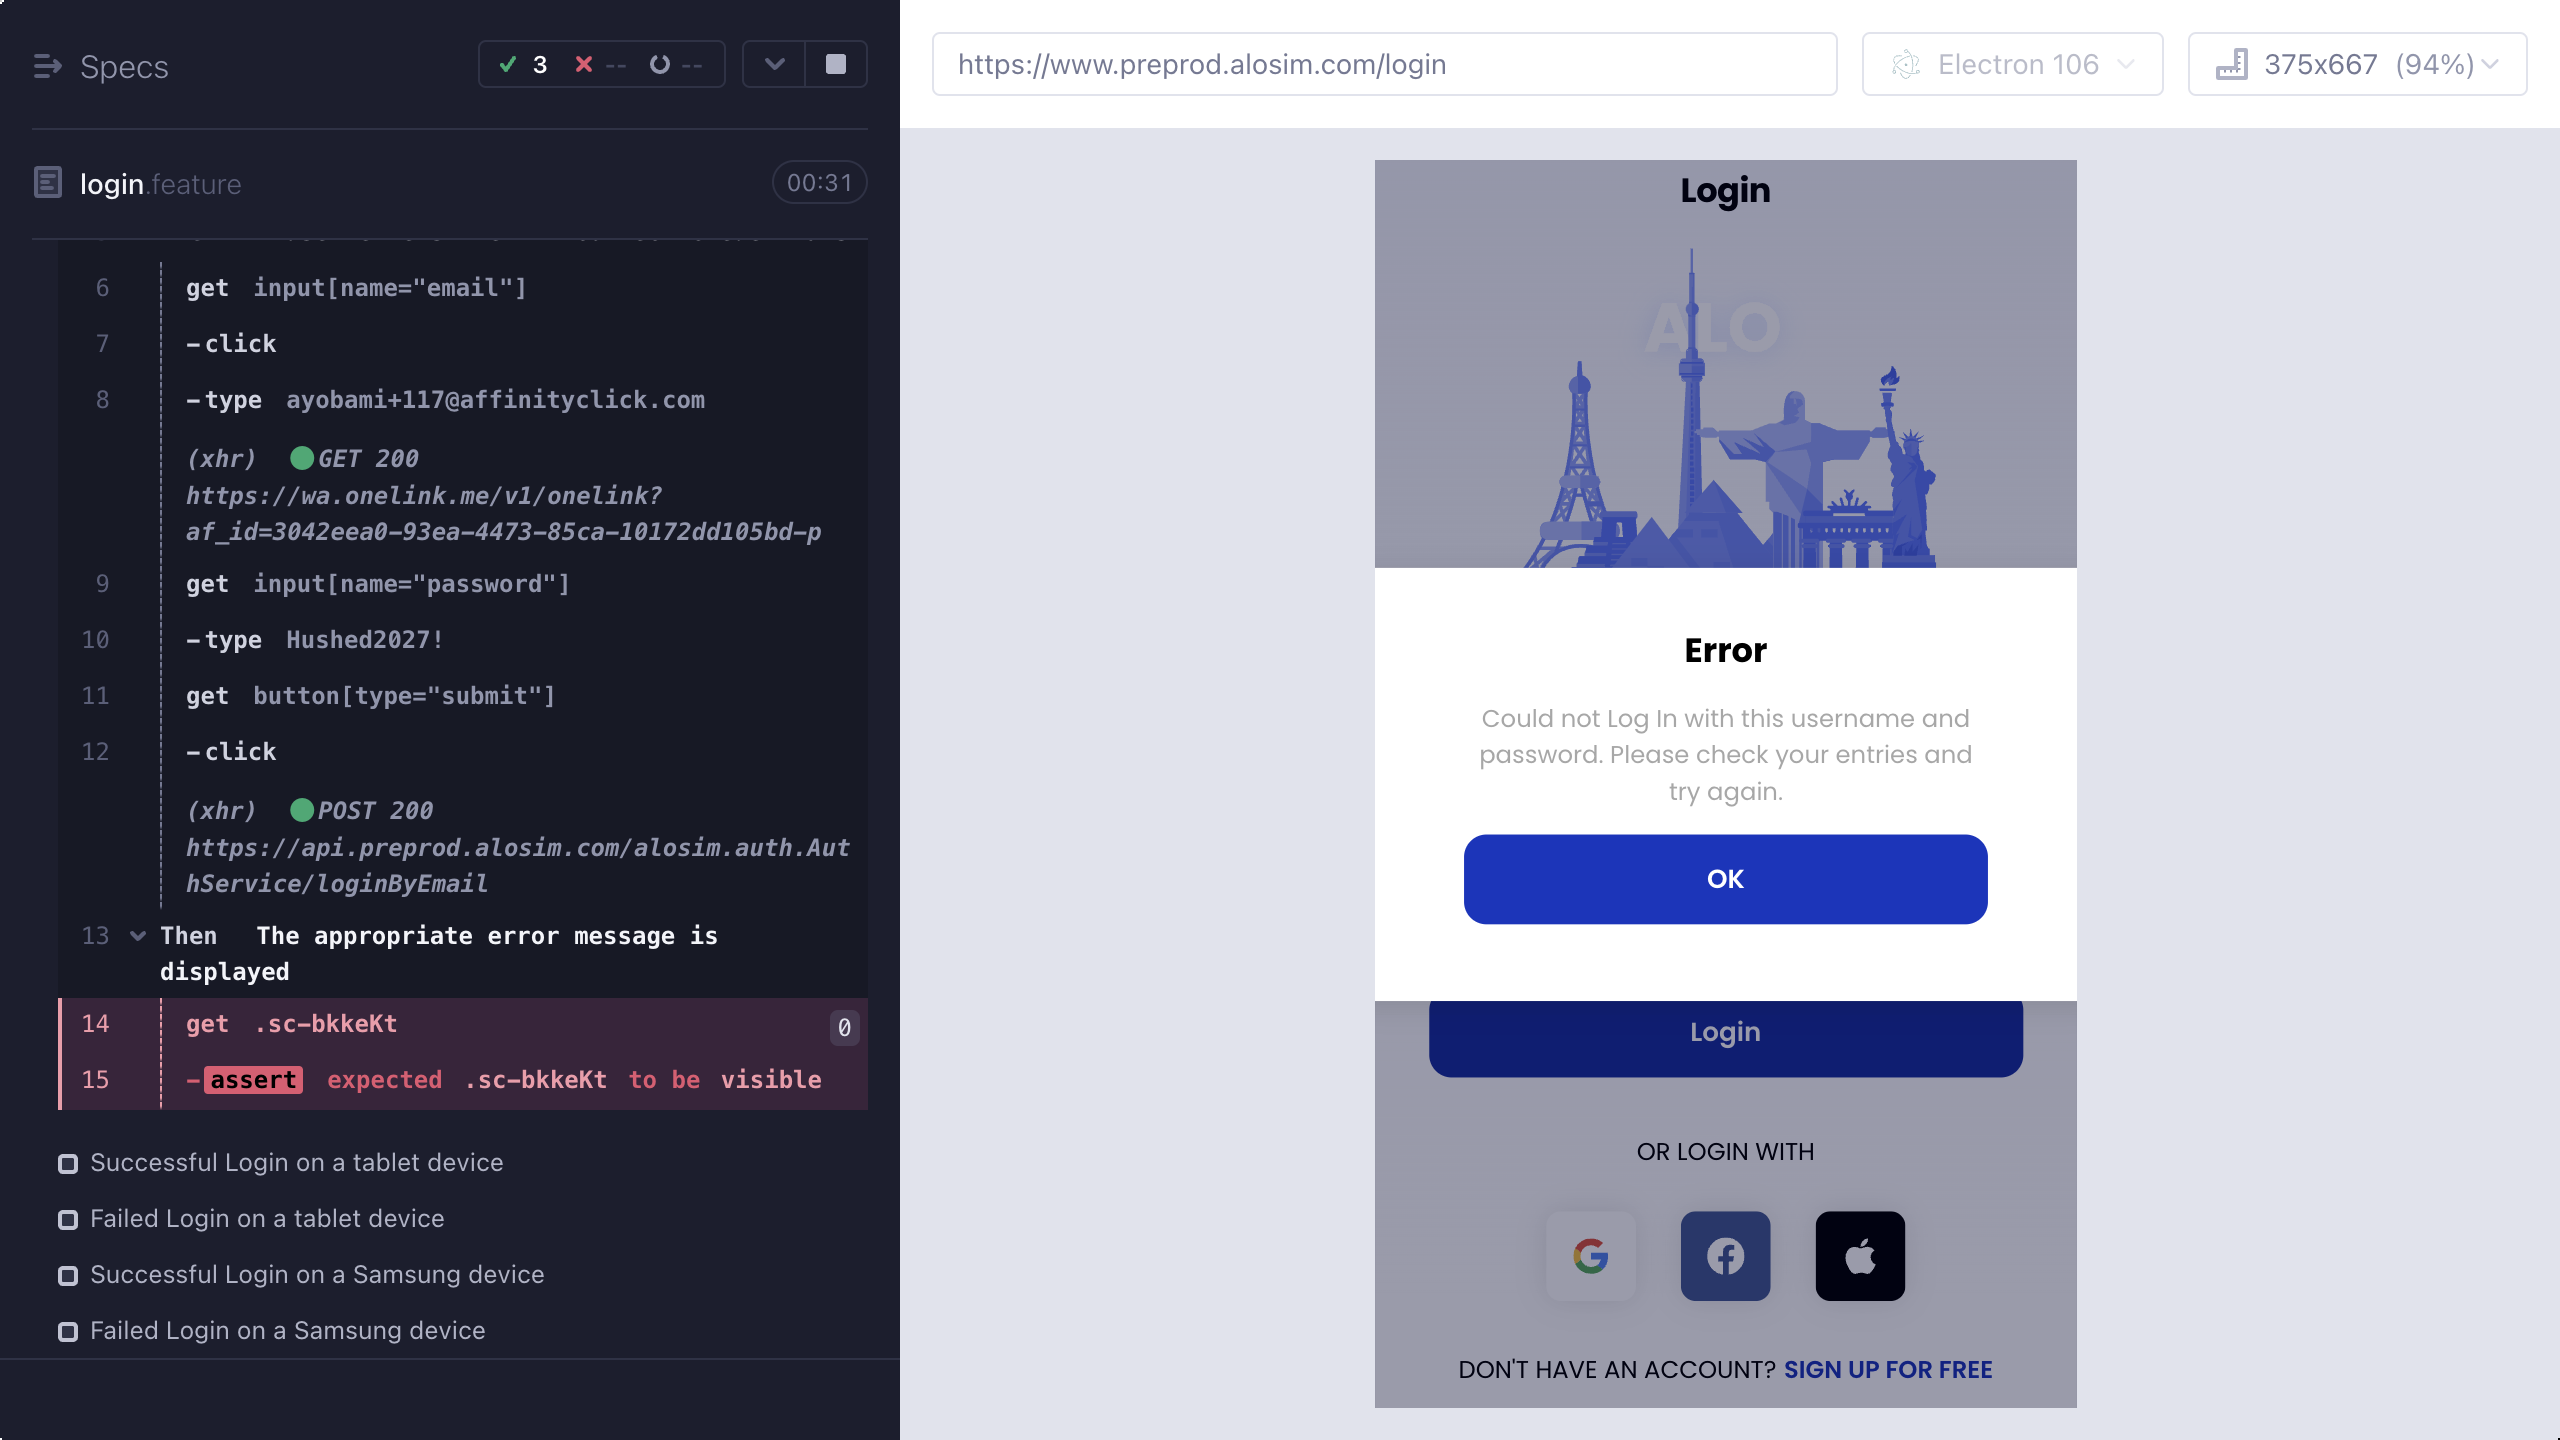 Specs
3
--
--
login.feature
00:31
6 get input[name="email"]
7 -click
8 -type ayobami+117@affinityclick.com
(xhr) GET 200
https://wa.onelink.me/v1/onelink?
af_id=3042eea0-93ea-4473-85ca-10172dd105bd-p
9 get input[name="password"]
10 -type Hushed2027!
11 get button[type="submit"]
12 -click
(xhr) POST 200
https://api.preprod.alosim.com/alosim.auth.Aut
hService/loginByEmail
13 Then The appropriate error message is
displayed
14 get .sc-bkkeKt 0
15 -assert expected .sc-bkkeKt to be visible
Successful Login on a tablet device
Failed Login on a tablet device
Successful Login on a Samsung device
Failed Login on a Samsung device
https://www.preprod.alosim.com/login
Electron 106
375x667 (94%)
Login
ALO
Error
Could not Log In with this username and
password. Please check your entries and
try again.
OK
Login
OR LOGIN WITH
DON'T HAVE AN ACCOUNT? SIGN UP FOR FREE